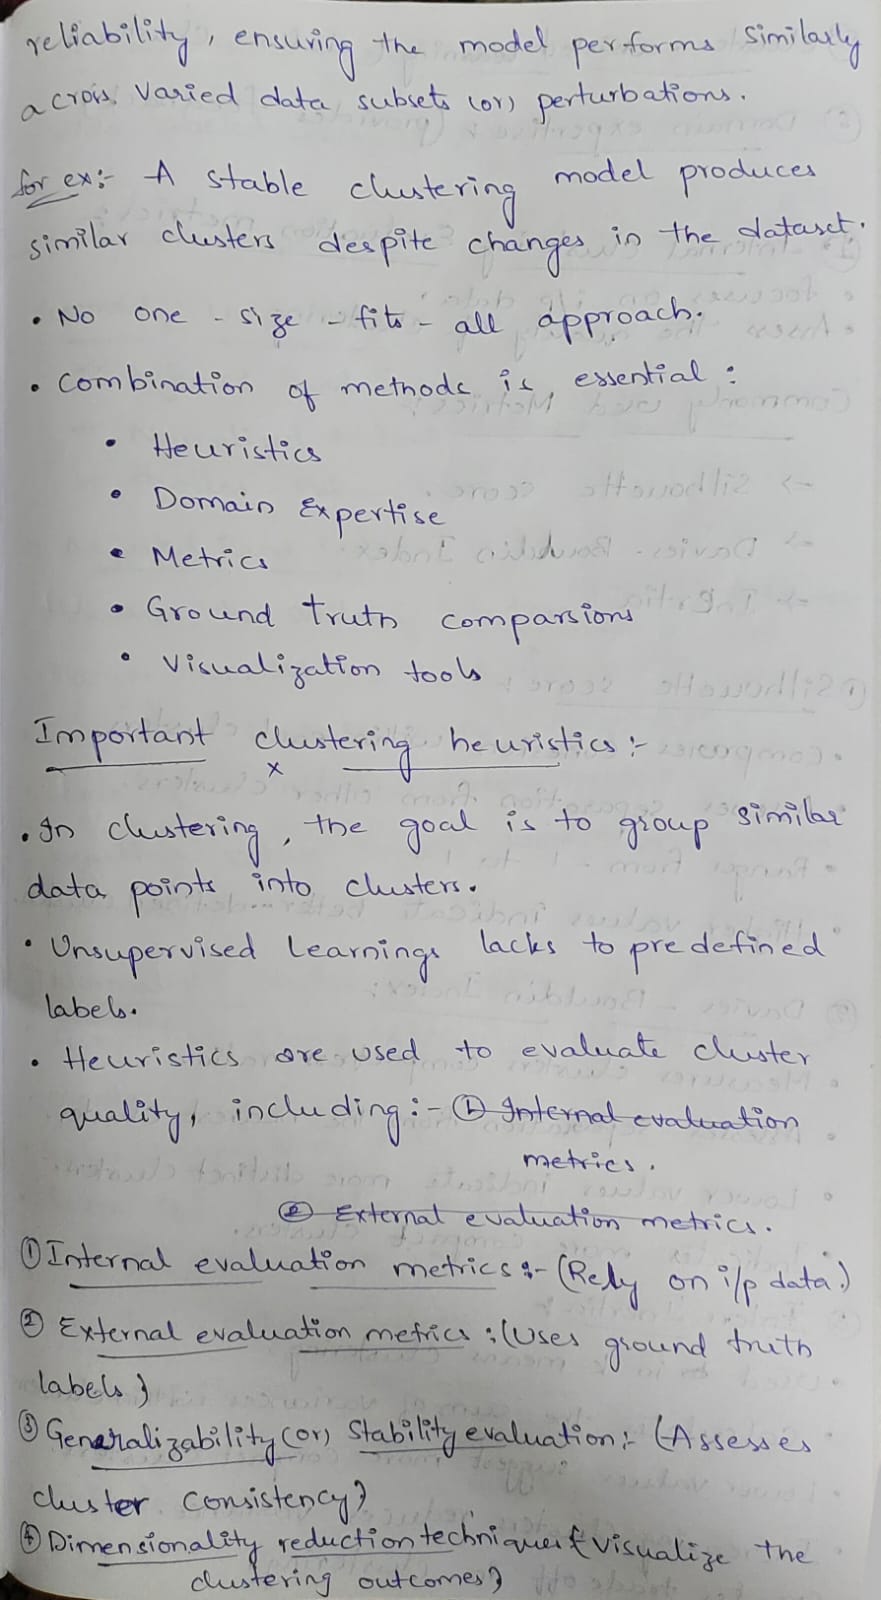 reliability, ensuring the model performs similarly
across varied data subsets (or) perturbations.
for ex:- A stable clustering model produces
similar clusters despite changes in the dataset.
• No one - size - fits - all approach.
• Combination of methods is essential :
• Heuristics
• Domain Expertise
• Metrics
• Ground truth comparsions
• Visualization tools
Important clustering heuristics :-
x
• In clustering, the goal is to group similar
data points into clusters.
• Unsupervised learnings lacks to predefined
labels.
• Heuristics are used to evaluate cluster
quality, including :- ① Internal evaluation
metrics.
② External evaluation metrics.
① Internal evaluation metrics :- (Rely on i/p data.)
② External evaluation metrics : (Uses ground truth
labels)
③ Generalizability (or) Stability evaluation :- (Assesses
cluster consistency)
④ Dimensionality reduction techniques { visualize the
clustering outcomes }